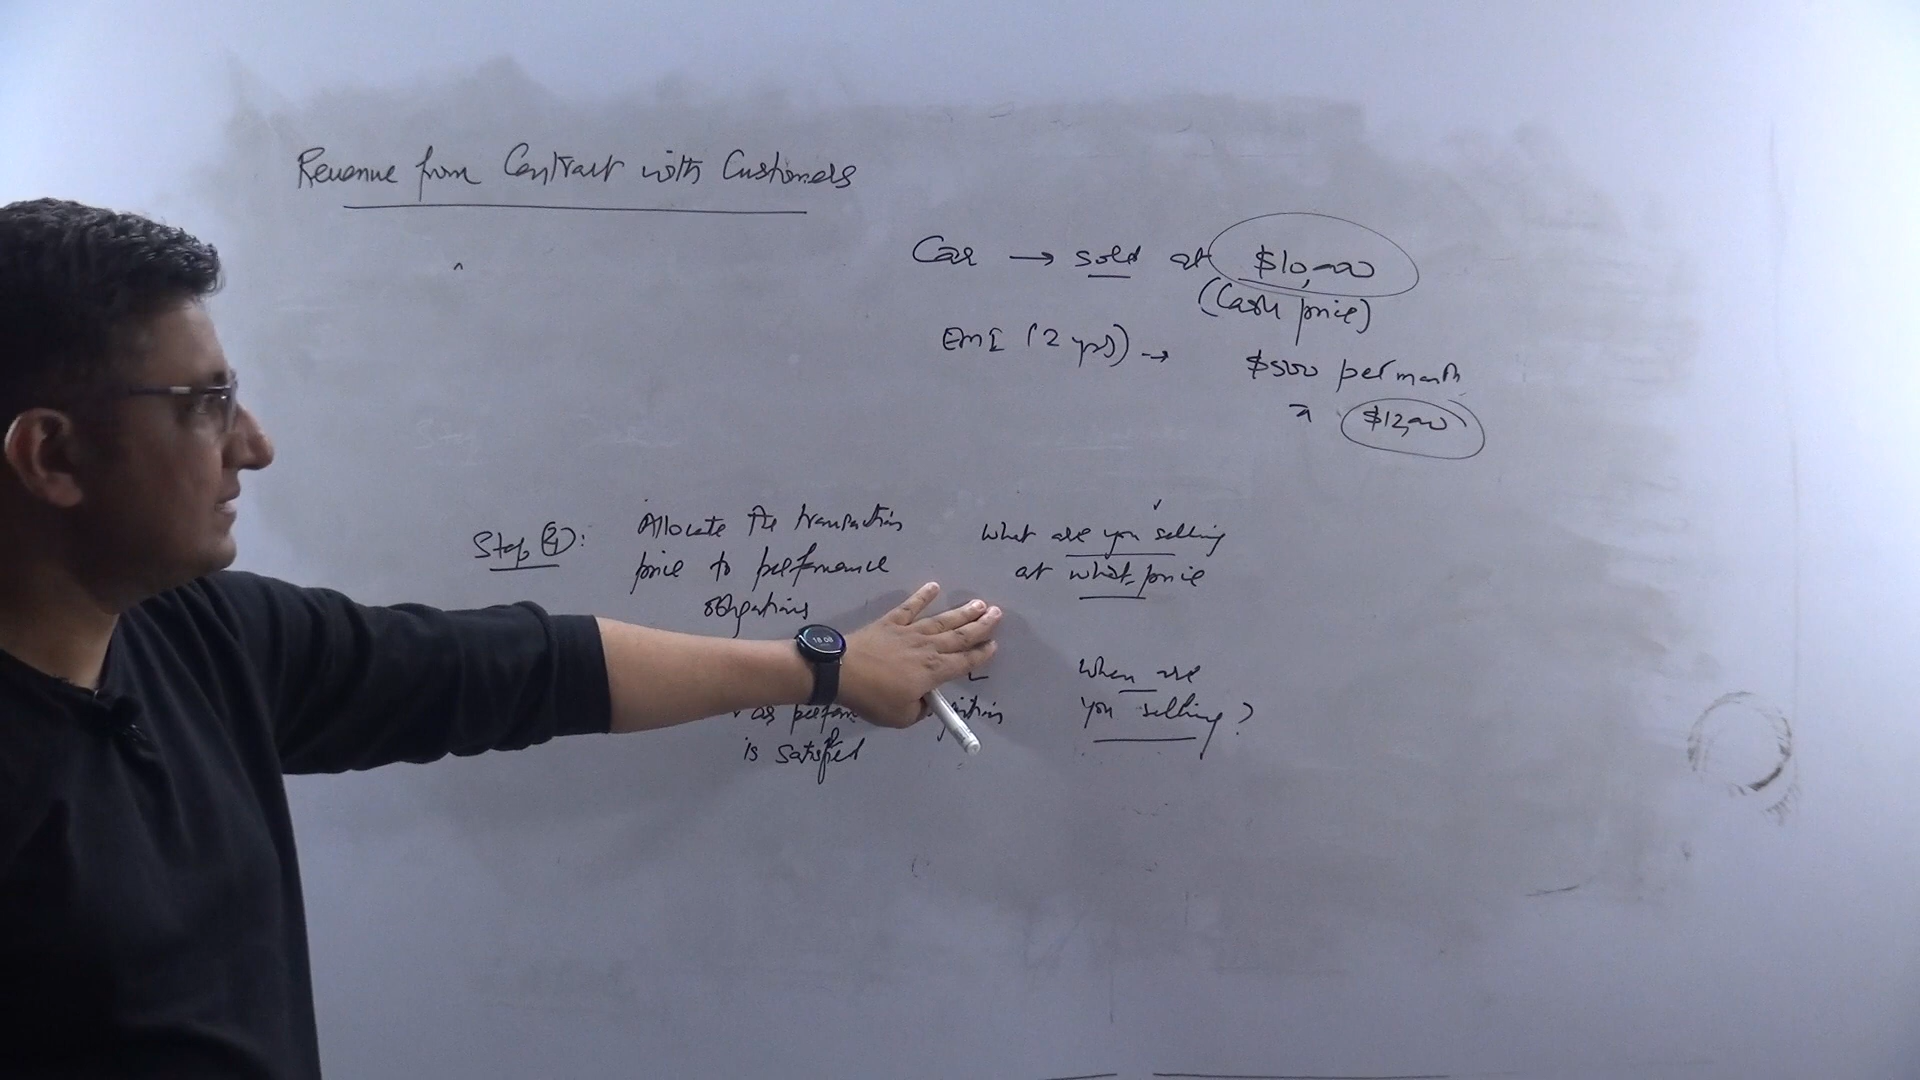 Revenue from Contract with Customers
Car → sold at $10,000
(Cash price)
EMI (2 yrs) →
$500 per month
$12,000
Step 4:
Allocate the transaction
price to performance
obligations
What are you selling
at what price
When are
you selling?
as
is satisfied
18 08